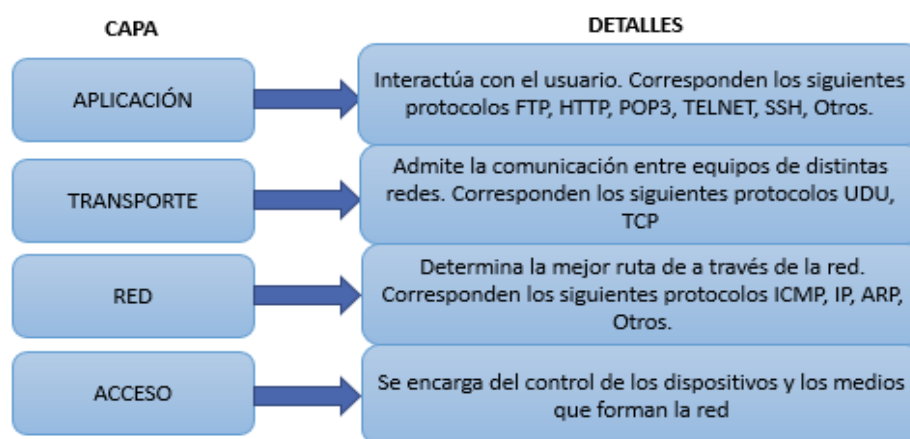 CAPA
DETALLES
APLICACIÓN
Interactúa con el usuario. Corresponden los siguientes
protocolos FTP, HTTP, POP3, TELNET, SSH, Otros.
TRANSPORTE
Admite la comunicación entre equipos de distintas
redes. Corresponden los siguientes protocolos UDU,
TCP
RED
Determina la mejor ruta de a través de la red.
Corresponden los siguientes protocolos ICMP, IP, ARP,
Otros.
ACCESO
Se encarga del control de los dispositivos y los medios
que forman la red